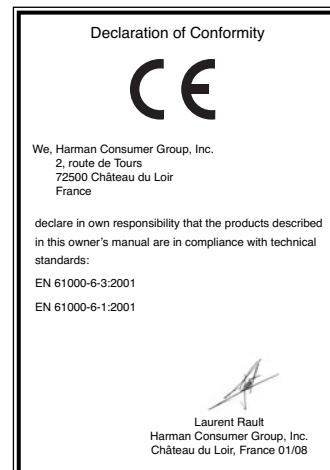 Declaration of Conformity
CE
We, Harman Consumer Group, Inc.
2, route de Tours
72500 Château du Loir
France
declare in own responsibility that the products described
in this owner's manual are in compliance with technical
standards:
EN 61000-6-3:2001
EN 61000-6-1:2001
Laurent Rault
Harman Consumer Group, Inc.
Château du Loir, France 01/08